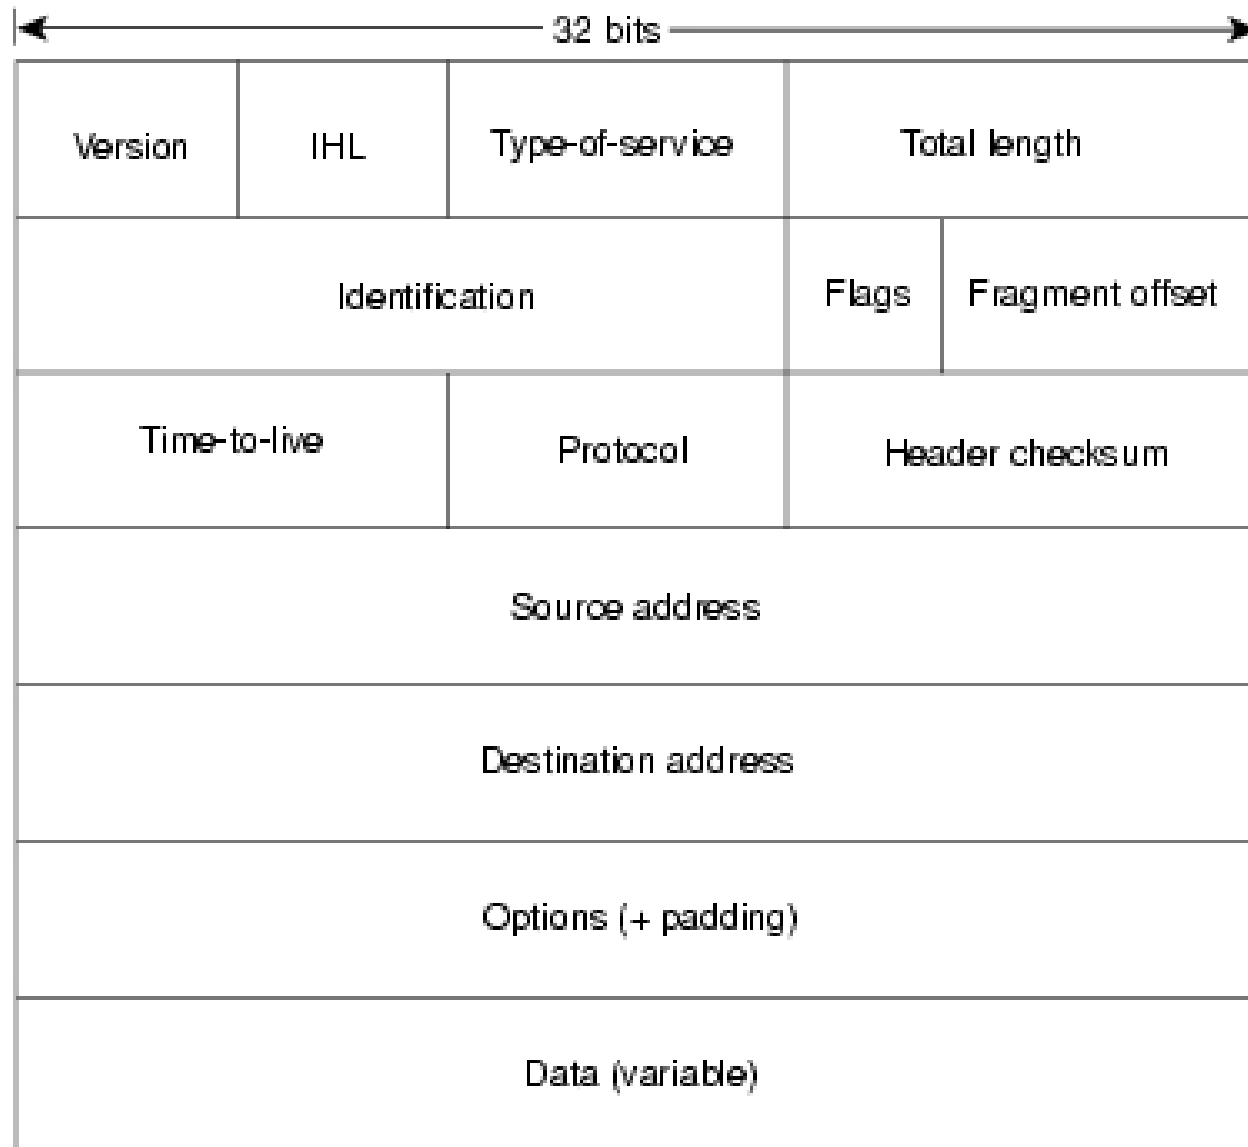 32 bits
Version IHL Type-of-service Total length
Identification Flags Fragment offset
Time-to-live Protocol Header checksum
Source address
Destination address
Options (+ padding)
Data (variable)